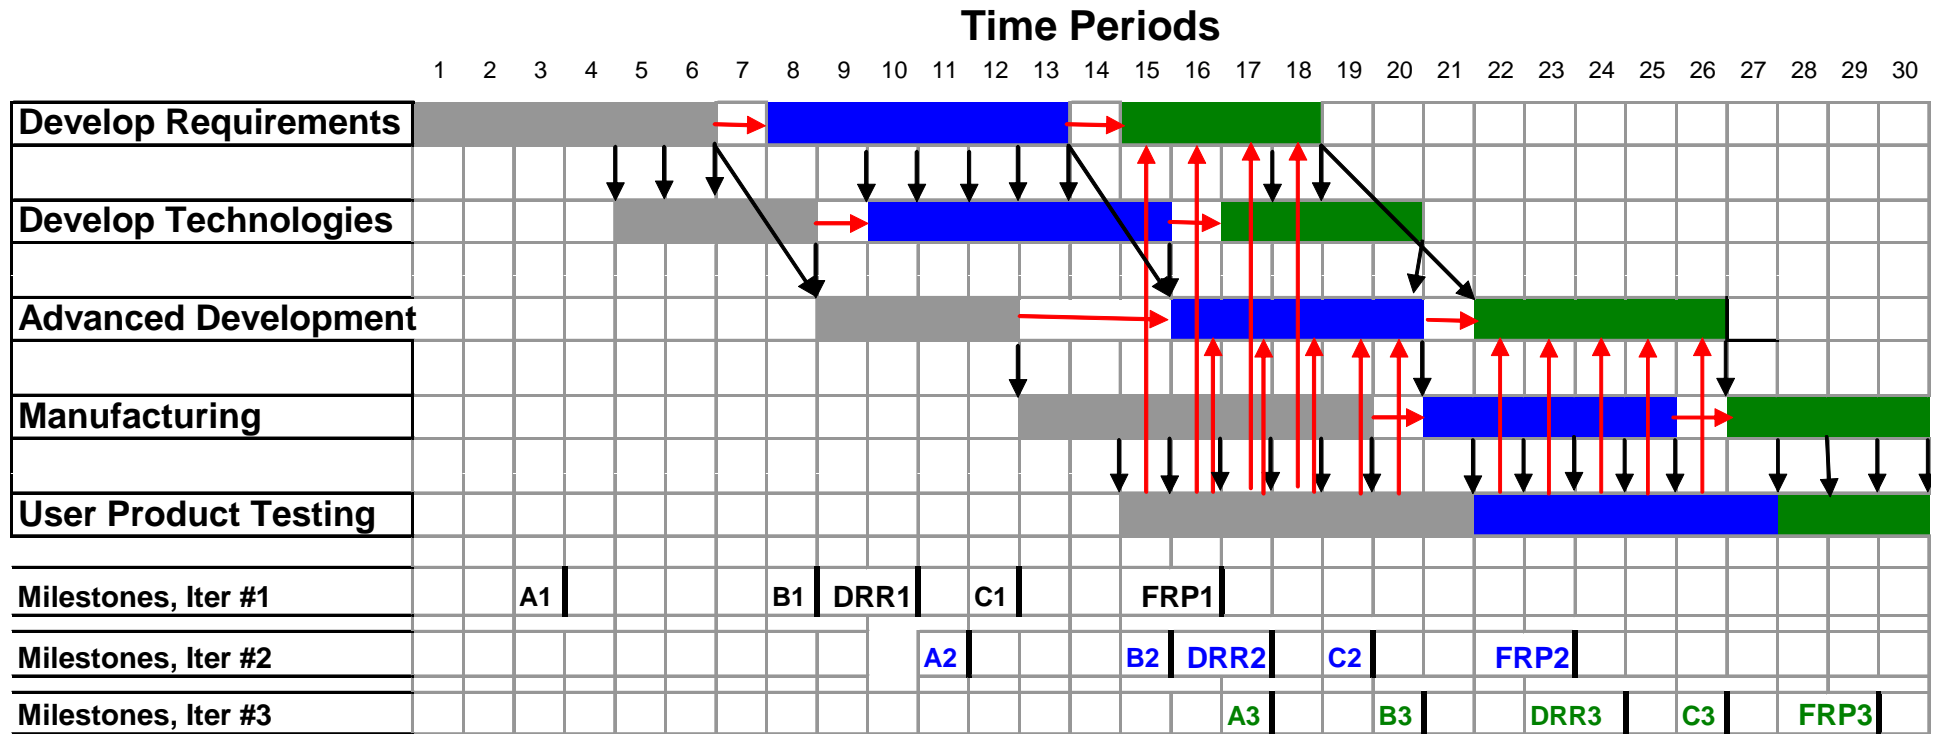 Time Periods
1 2 3 4 5 6 7 8 9 10 11 12 13 14 15 16 17 18 19 20 21 22 23 24 25 26 27 28 29 30
Develop Requirements
Develop Technologies
Advanced Development
Manufacturing
User Product Testing
Milestones, Iter #1 A1 B1 DRR1 C1 FRP1
Milestones, Iter #2 A2 B2 DRR2 C2 FRP2
Milestones, Iter #3 A3 B3 DRR3 C3 FRP3